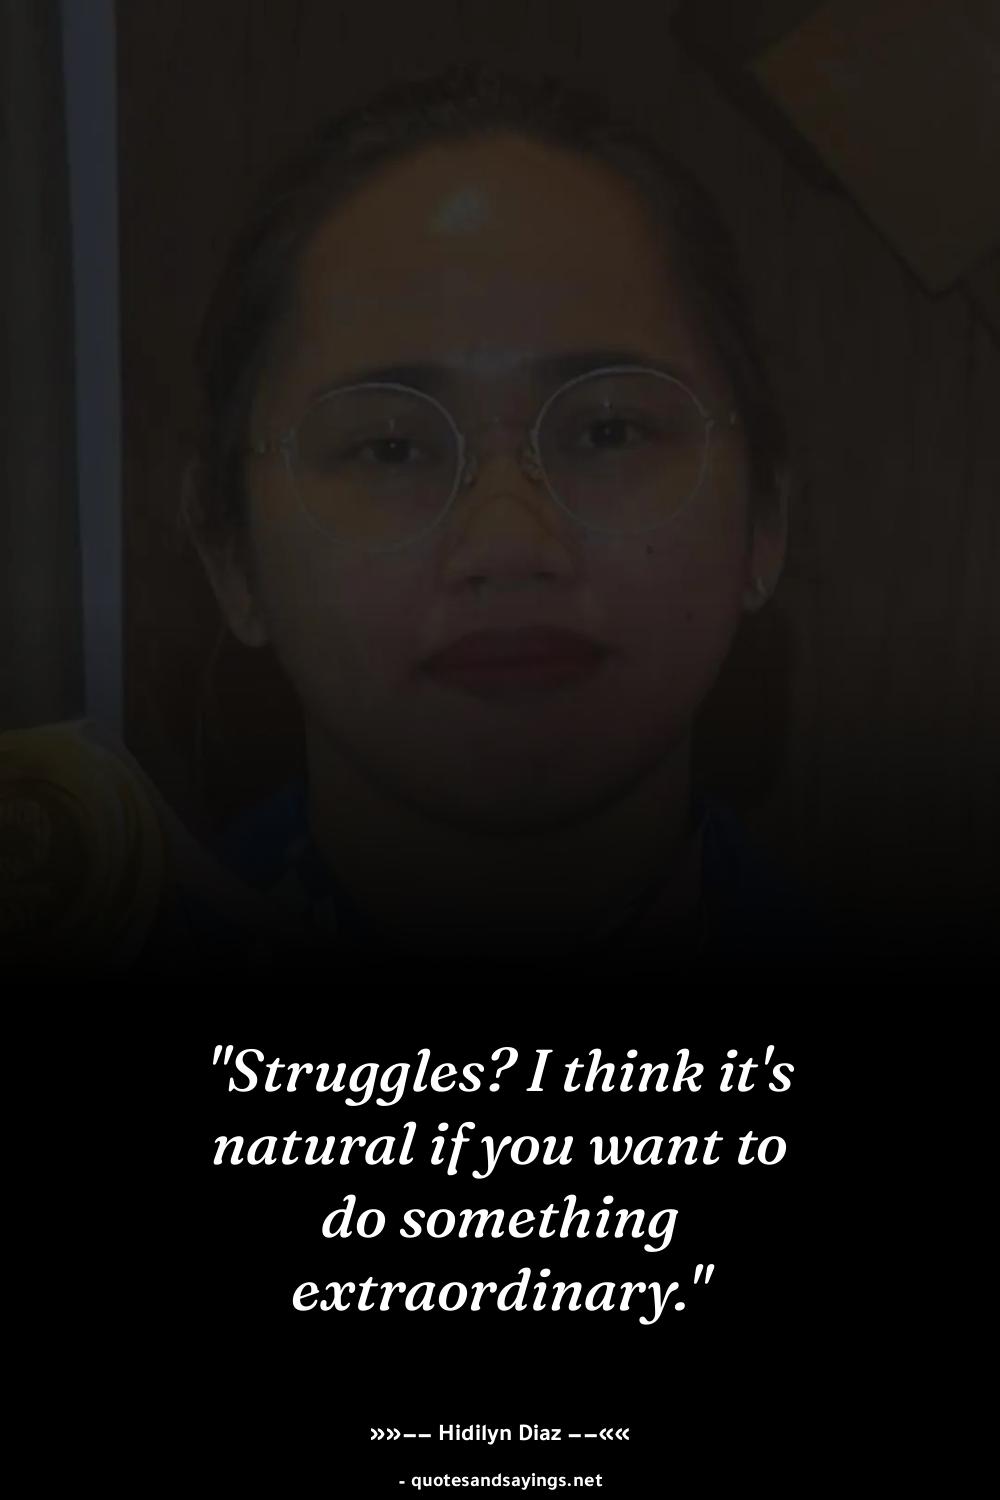 "Struggles? I think it's
natural if you want to
do something
extraordinary."
»»-- Hidilyn Diaz --««
- quotesandsayings.net